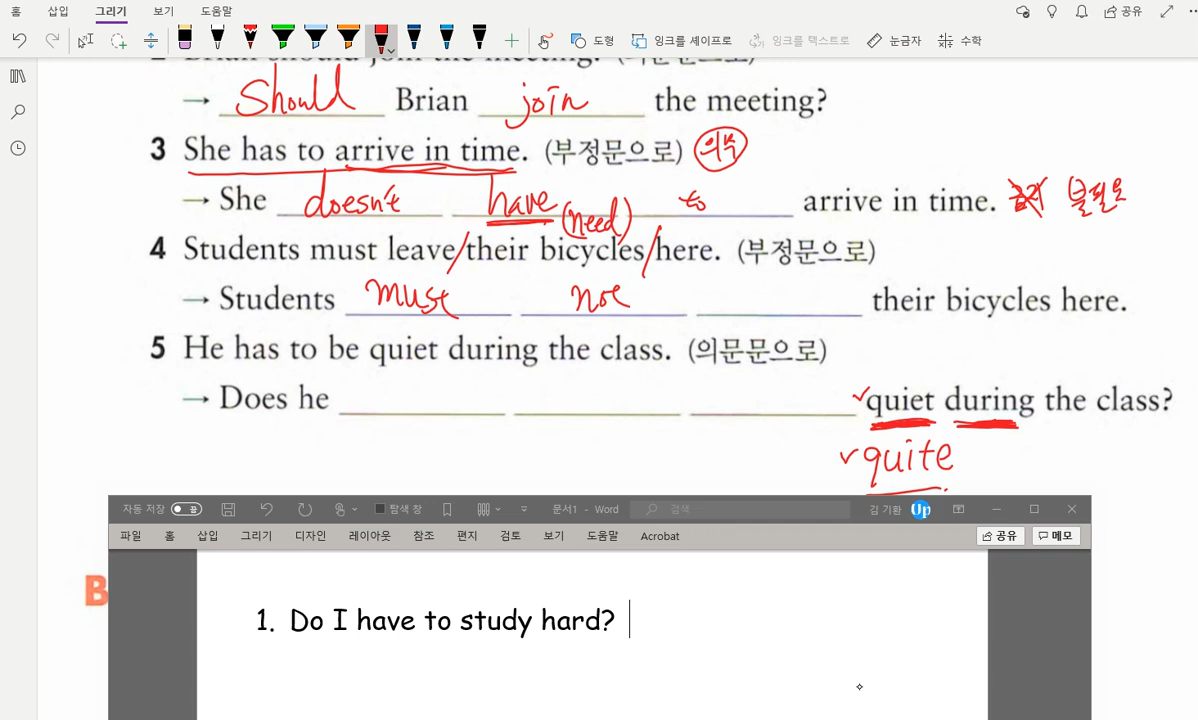 홈 삽입 그리기 보기 도움말
공유
도형 잉크를 셰이프로 잉크를 텍스트로 눈금자 수학
→ Should Brian join the meeting?
3 She has to arrive in time. (부정문으로) 의무
→ She doesn't have (need) to arrive in time. 금지 불필요
4 Students must leave/their bicycles/here. (부정문으로)
→ Students must not their bicycles here.
5 He has to be quiet during the class. (의문문으로)
→ Does he quiet during the class?
quite
자동 저장 끔 탐색 창 문서1 - Word 검색 김 기환 Up
파일 홈 삽입 그리기 디자인 레이아웃 참조 편지 검토 보기 도움말 Acrobat 공유 메모
B
1. Do I have to study hard?